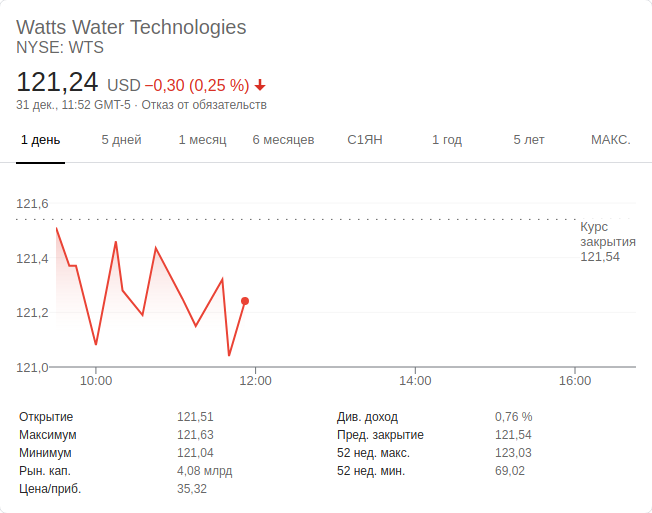 Watts Water Technologies
NYSE: WTS
121,24 USD −0,30 (0,25 %)
31 дек., 11:52 GMT-5 · Отказ от обязательств
1 день 5 дней 1 месяц 6 месяцев С1ЯН 1 год 5 лет МАКС.
121,6
Курс
закрытия
121,54
121,4
121,2
121,0
10:00 12:00 14:00 16:00
Открытие 121,51 Див. доход 0,76 %
Максимум 121,63 Пред. закрытие 121,54
Минимум 121,04 52 нед. макс. 123,03
Рын. кап. 4,08 млрд 52 нед. мин. 69,02
Цена/приб. 35,32